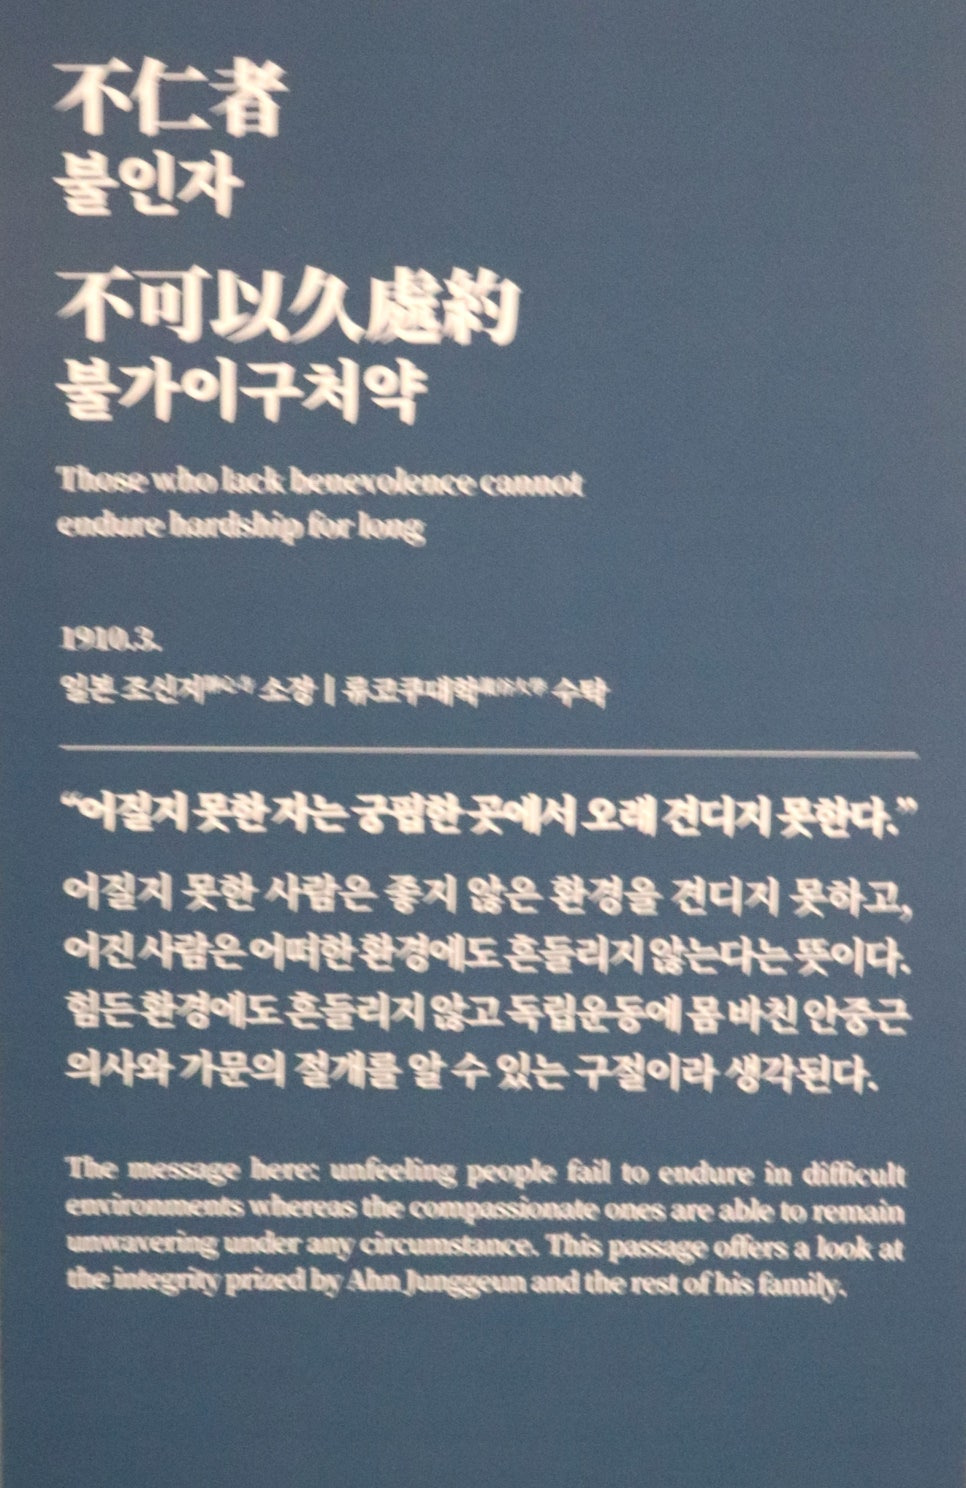 不仁者
불인자
不可以久處約
불가이구처약
Those who lack benevolence cannot
endure hardship for long
1910.3.
일본 조신지 소장 | 류코쿠대학 수탁
“어질지 못한 자는 궁핍한 곳에서 오래 견디지 못한다.”
어질지 못한 사람은 좋지 않은 환경을 견디지 못하고,
어진 사람은 어떠한 환경에도 흔들리지 않는다는 뜻이다.
힘든 환경에도 흔들리지 않고 독립운동에 몸 바친 안중근
의사와 가문의 절개를 알 수 있는 구절이라 생각된다.
The message here: unfeeling people fail to endure in difficult
environments whereas the compassionate ones are able to remain
unwavering under any circumstance. This passage offers a look at
the integrity prized by Ahn Junggeun and the rest of his family.